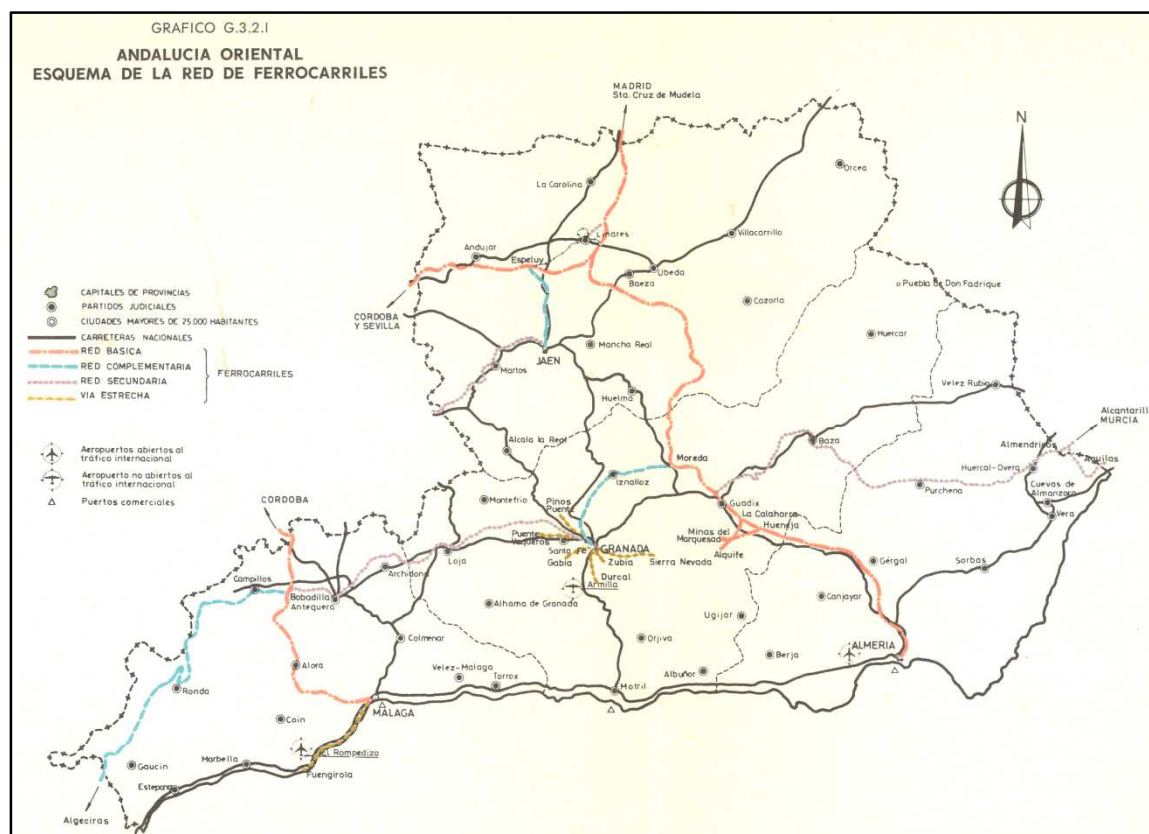 GRAFICO G.3.2.I
ANDALUCIA ORIENTAL
ESQUEMA DE LA RED DE FERROCARRILES
MADRID
Sta. Cruz de Mudela
N
Orcea
La Carolina
Linares
Villacarrillo
Andujar
Espeluy
Ubeda
Baeza
Puebla de Don Fadrique
Cazorla
CORDOBA
Y SEVILLA
Huercar
Mancha Real
JAEN
Martos
Huelma
Velez Rubio
CAPITALES DE PROVINCIAS
PARTIDOS JUDICIALES
CIUDADES MAYORES DE 25.000 HABITANTES
CARRETERAS NACIONALES
RED BASICA
RED COMPLEMENTARIA
RED SECUNDARIA
VIA ESTRECHA
FERROCARRILES
Aeropuertos abiertos al
tráfico internacional
Aeropuerto no abiertos al
tráfico internacional
Puertos comerciales
Alcantarill
MURCIA
Alcala la Real
Baza
Almendricos
Aguilas
Moreda
Huercal-Overa
Iznalloz
Purchena
Cuevas de
Almanzora
Montefrio
Pinos
Puente
Guadix
Vera
CORDOBA
La Calahorra
Hueneja
Puente
Vaqueros
Minas del
Marquesado
Santa
Fe
GRANADA
Loja
Gabia
Zubia
Sierra Nevada
Alquife
Archidona
Durcal
Gérgal
Sorbas
Campillos
Armilla
Bobadilla
Antequera
Alhama de Granada
Canjayar
Ugijar
Colmenar
Orjiva
ALMERIA
Berja
Alora
Velez-Malaga
Torrox
Albuñor
Ronda
Motril
MALAGA
Coin
El Rompedizo
Gaucin
Marbella
Fuengirola
Estepona
Algeciras